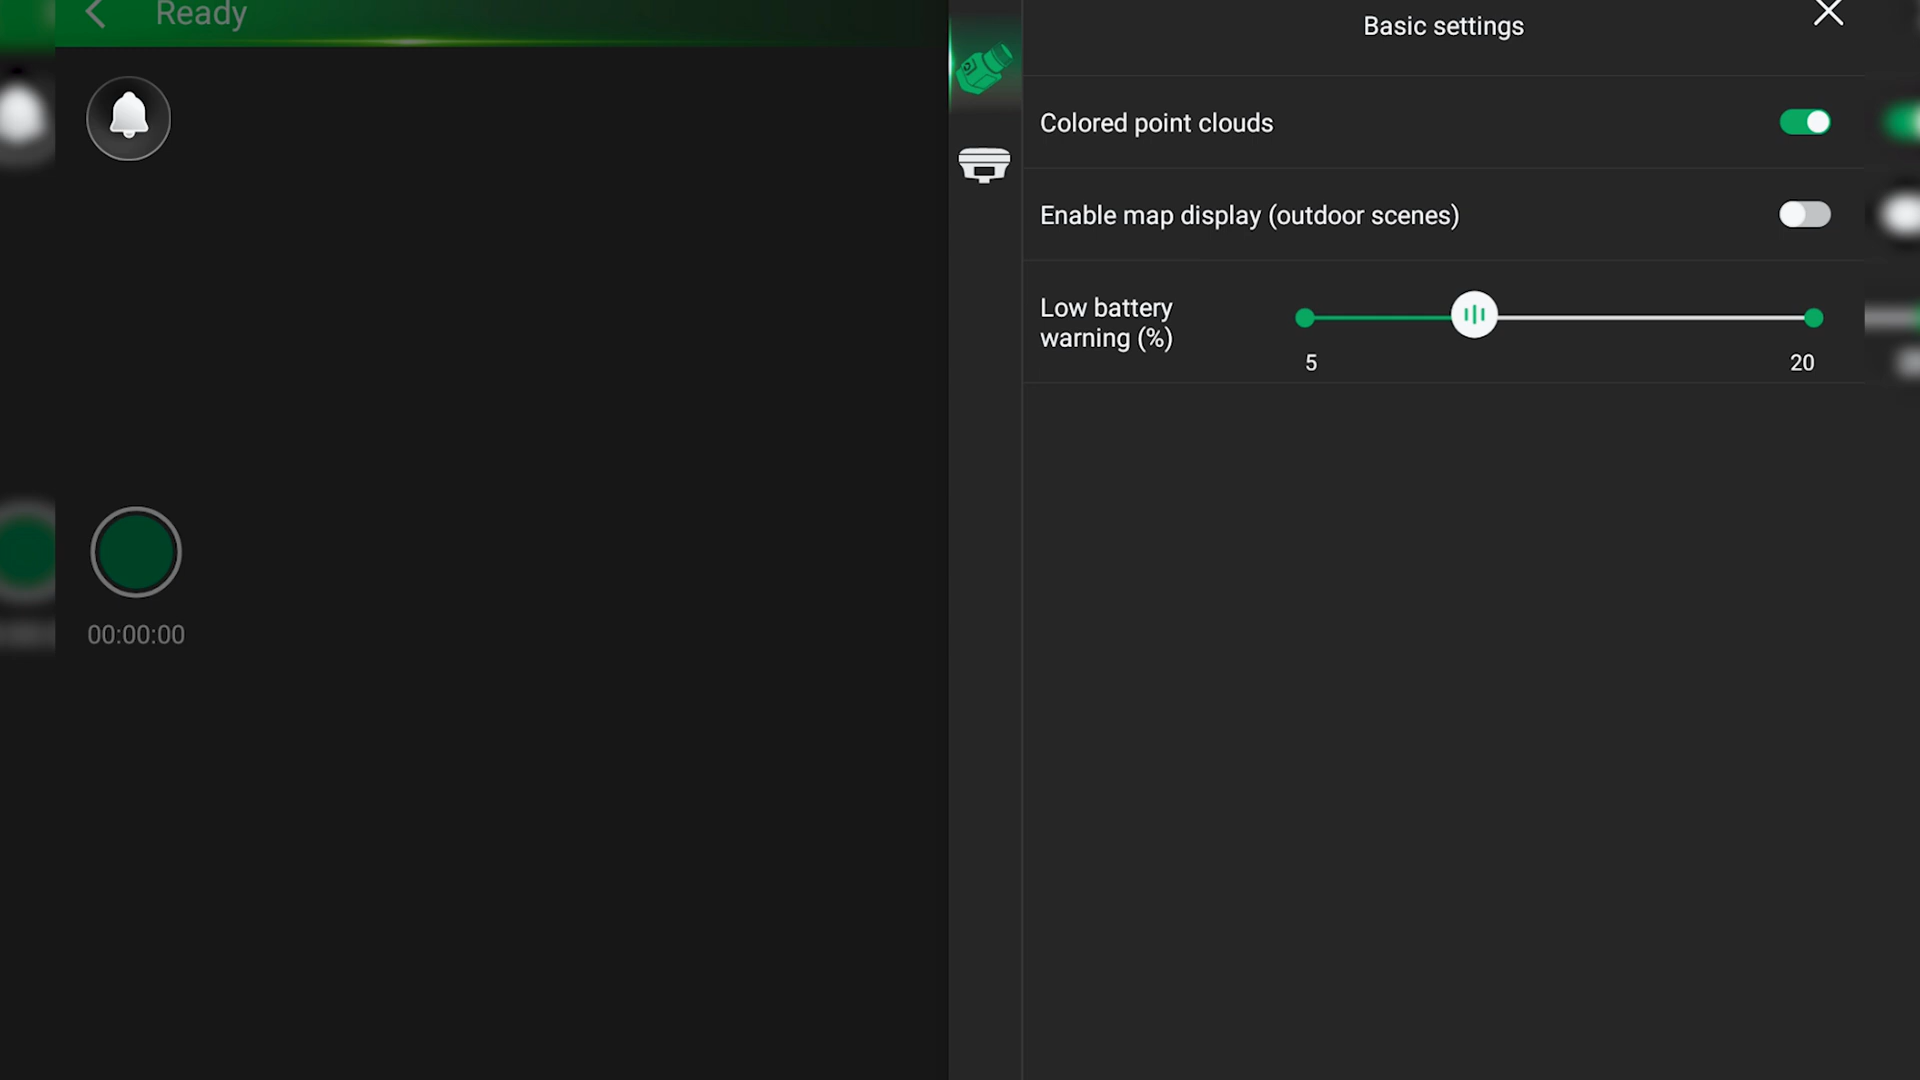 Ready
Basic settings
Colored point clouds
Enable map display (outdoor scenes)
Low battery
warning (%)
5
20
00:00:00